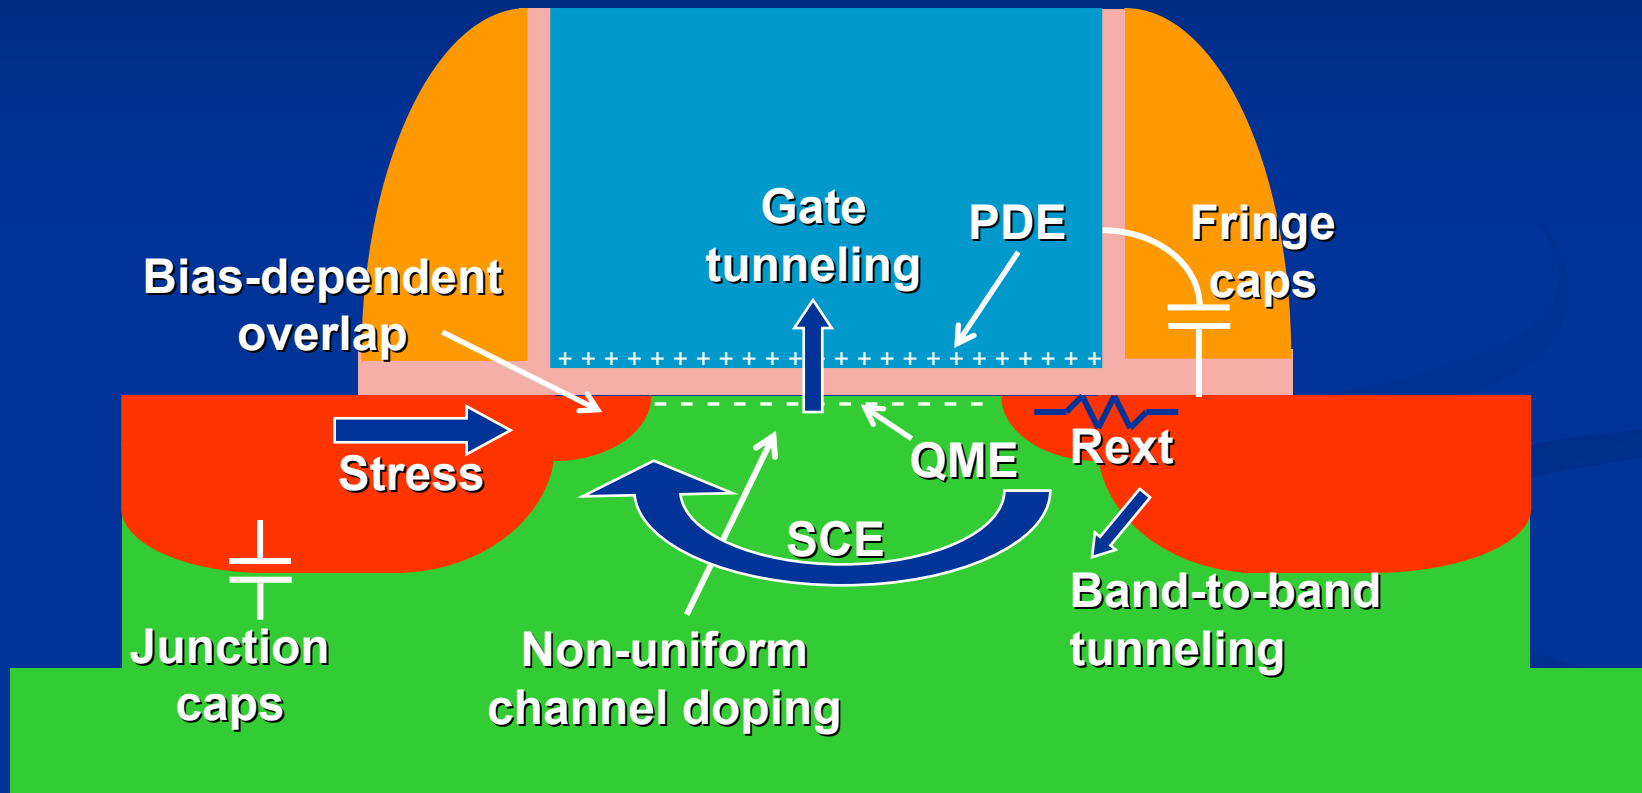 Gate
tunneling
PDE
Fringe
caps
Bias-dependent
overlap
+ + + + + + + + + + + + + + + + + + + + + + + +
- - - - - - - - - - - - - - -
Stress
QME
Rext
SCE
Junction
caps
Non-uniform
channel doping
Band-to-band
tunneling